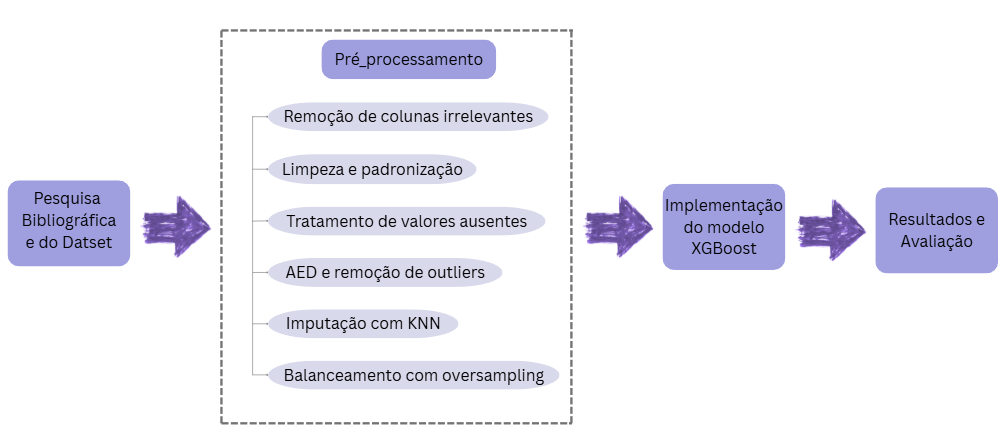 Pesquisa
Bibliográfica
e do Datset
Pré_processamento
Remoção de colunas irrelevantes
Limpeza e padronização
Tratamento de valores ausentes
AED e remoção de outliers
Imputação com KNN
Balanceamento com oversampling
Implementação
do modelo
XGBoost
Resultados e
Avaliação